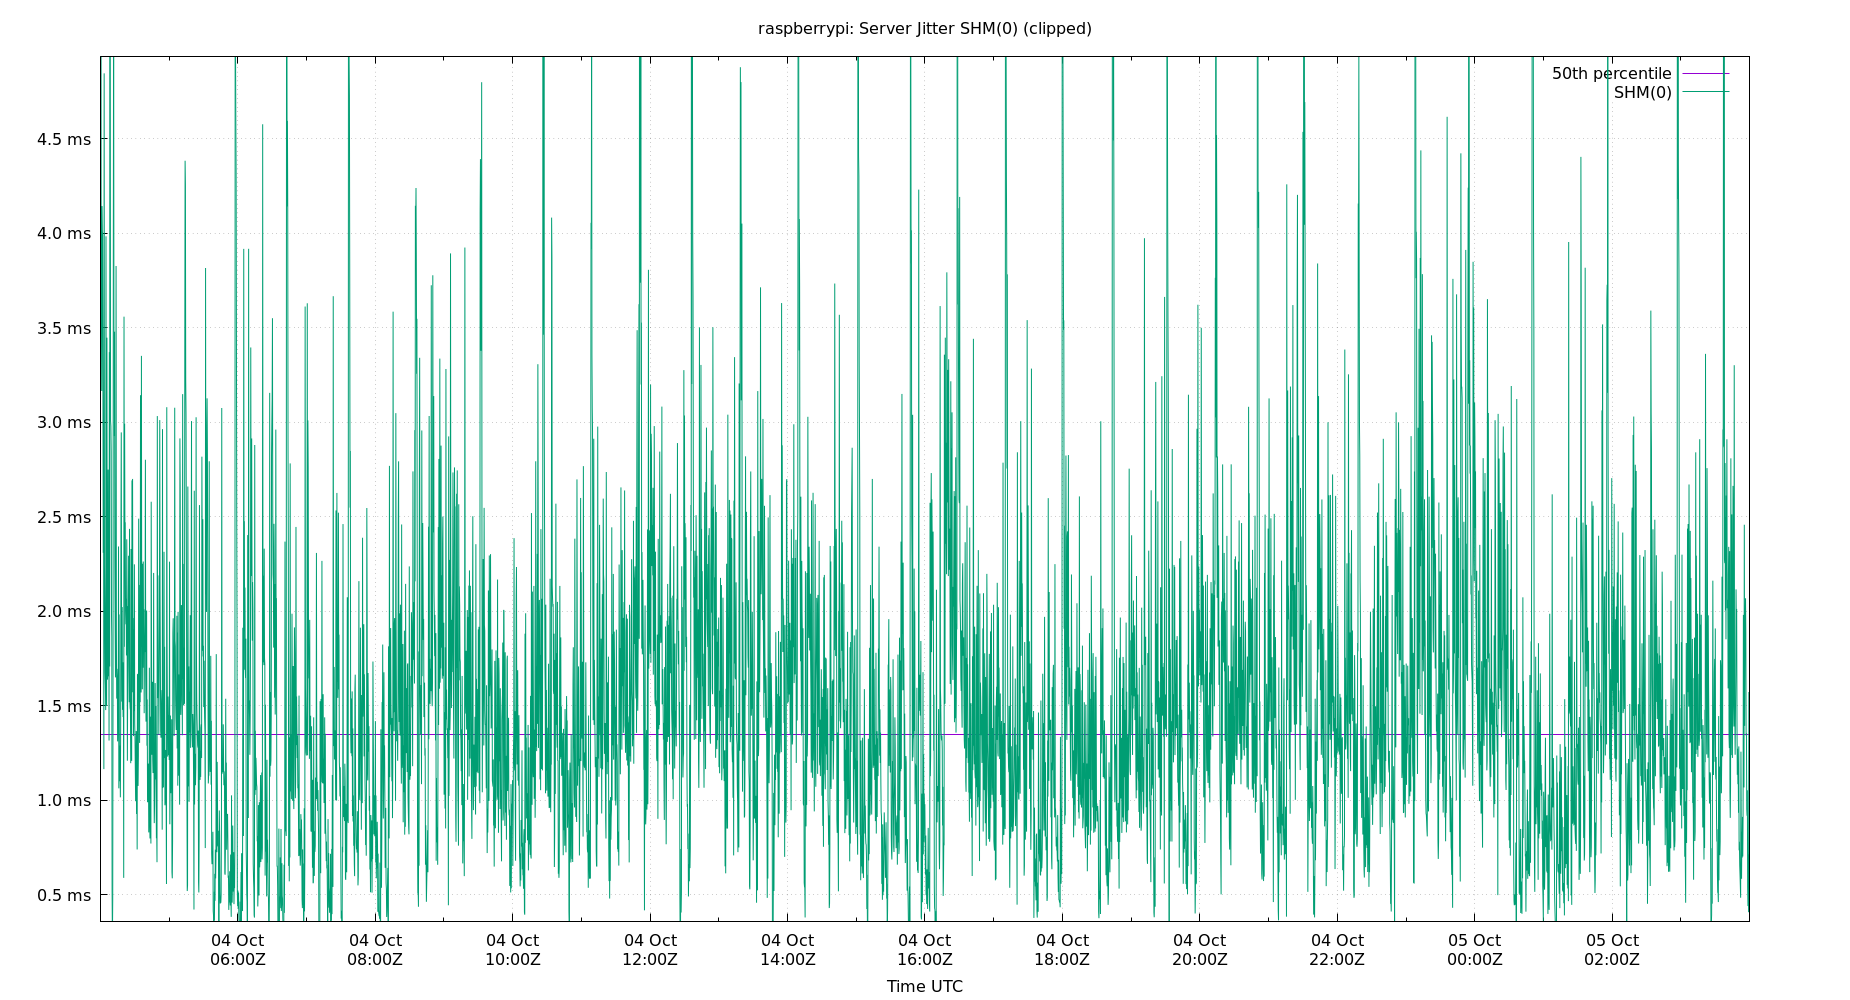 raspberrypi: Server Jitter SHM(0) (clipped)
50th percentile
SHM(0)
4.5 ms
4.0 ms
3.5 ms
3.0 ms
2.5 ms
2.0 ms
1.5 ms
1.0 ms
0.5 ms
04 Oct 04 Oct 04 Oct 04 Oct 04 Oct 04 Oct 04 Oct 04 Oct 04 Oct 05 Oct 05 Oct
06:00Z 08:00Z 10:00Z 12:00Z 14:00Z 16:00Z 18:00Z 20:00Z 22:00Z 00:00Z 02:00Z
Time UTC